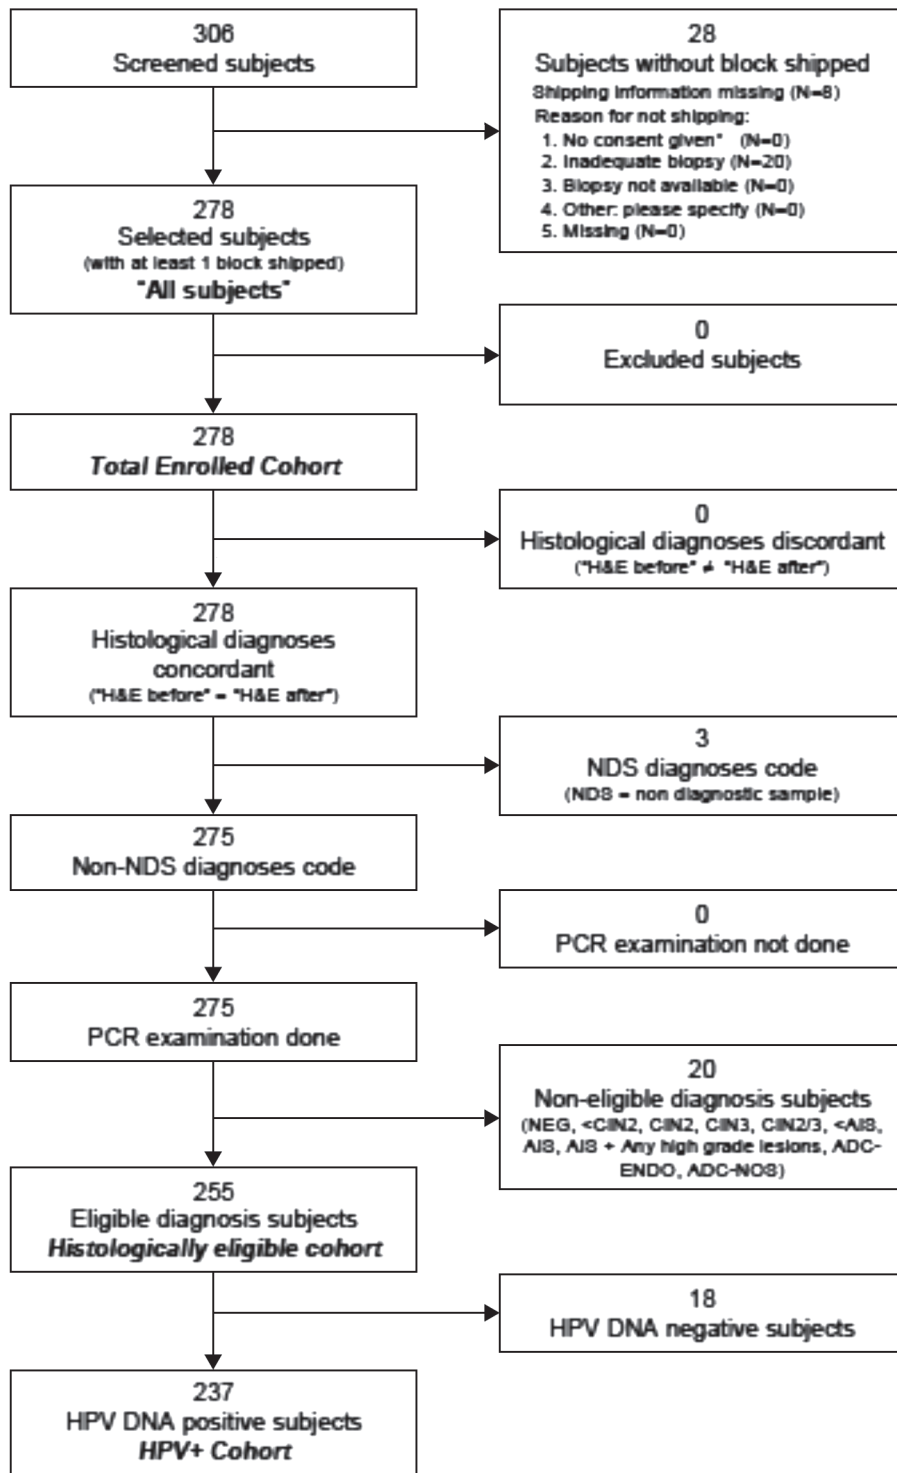 306
Screened subjects
28
Subjects without block shipped
Shipping information missing (N=8)
Reason for not shipping:
1. No consent given* (N=0)
2. Inadequate biopsy (N=20)
3. Biopsy not available (N=0)
4. Other: please specify (N=0)
5. Missing (N=0)
278
Selected subjects
(with at least 1 block shipped)
"All subjects"
0
Excluded subjects
278
Total Enrolled Cohort
0
Histological diagnoses discordant
("H&E before" ≠ "H&E after")
278
Histological diagnoses
concordant
("H&E before" = "H&E after")
3
NDS diagnoses code
(NDS = non diagnostic sample)
275
Non-NDS diagnoses code
0
PCR examination not done
275
PCR examination done
20
Non-eligible diagnosis subjects
(NEG, <CIN2, CIN2, CIN3, CIN2/3, <AIS,
AIS, AIS + Any high grade lesions, ADC-
ENDO, ADC-NOS)
255
Eligible diagnosis subjects
Histologically eligible cohort
18
HPV DNA negative subjects
237
HPV DNA positive subjects
HPV+ Cohort